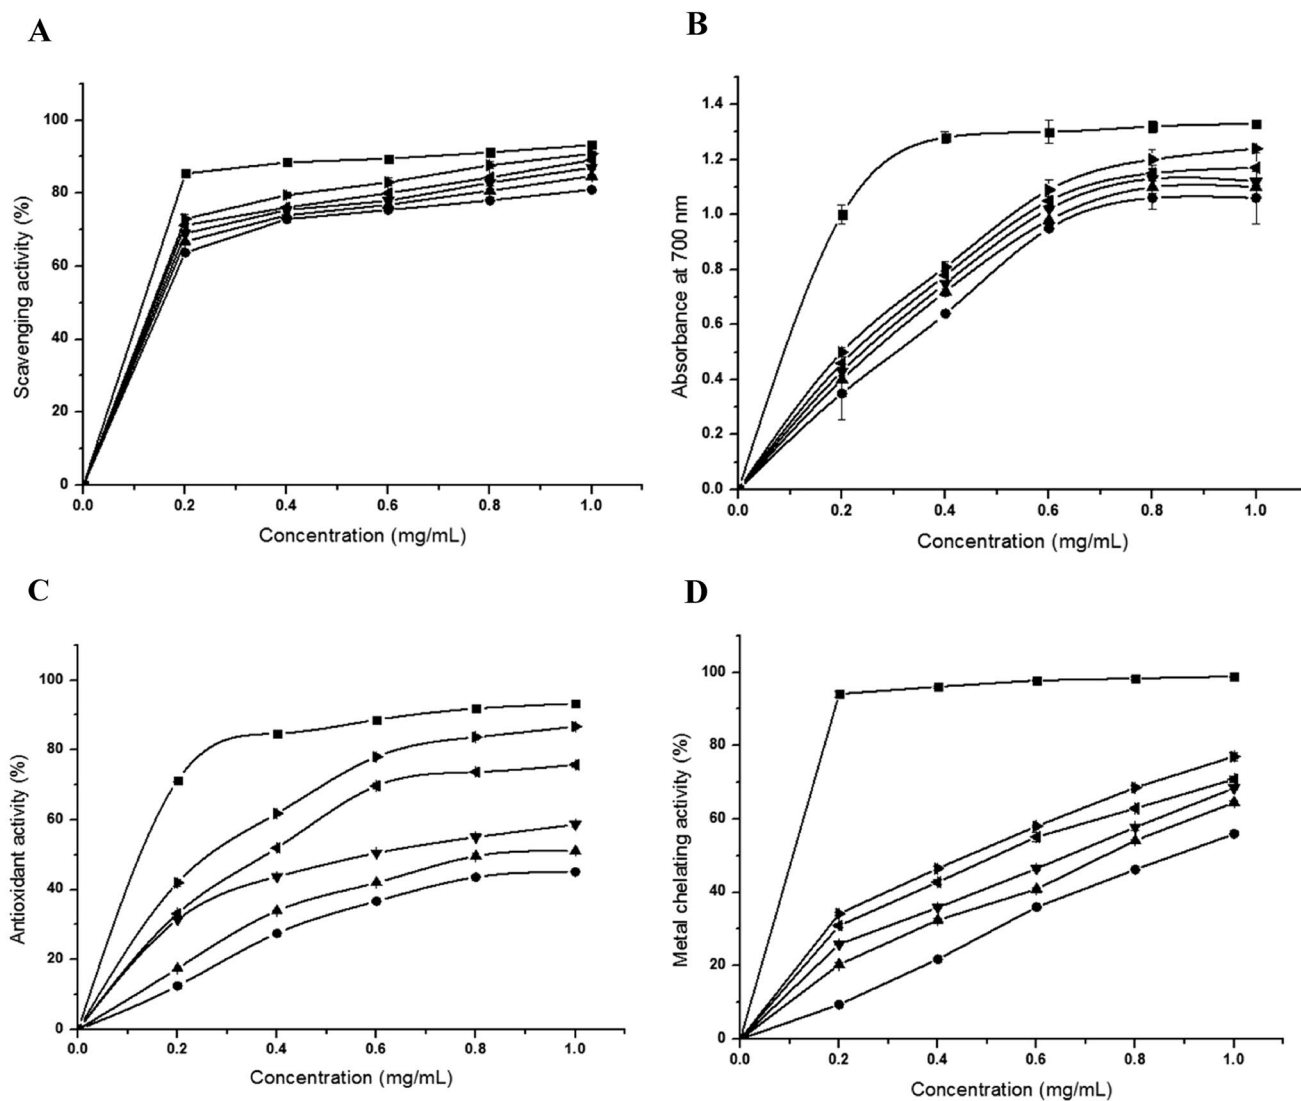 A
Scavenging activity (%)
100
80
60
40
20
0
0.0 0.2 0.4 0.6 0.8 1.0
Concentration (mg/mL)
B
Absorbance at 700 nm
1.4
1.2
1.0
0.8
0.6
0.4
0.2
0.0
0.0 0.2 0.4 0.6 0.8 1.0
Concentration (mg/mL)
C
Antioxidant activity (%)
100
80
60
40
20
0
0.0 0.2 0.4 0.6 0.8 1.0
Concentration (mg/mL)
D
Metal chelating activity (%)
100
80
60
40
20
0
0.0 0.2 0.4 0.6 0.8 1.0
Concentration (mg/mL)